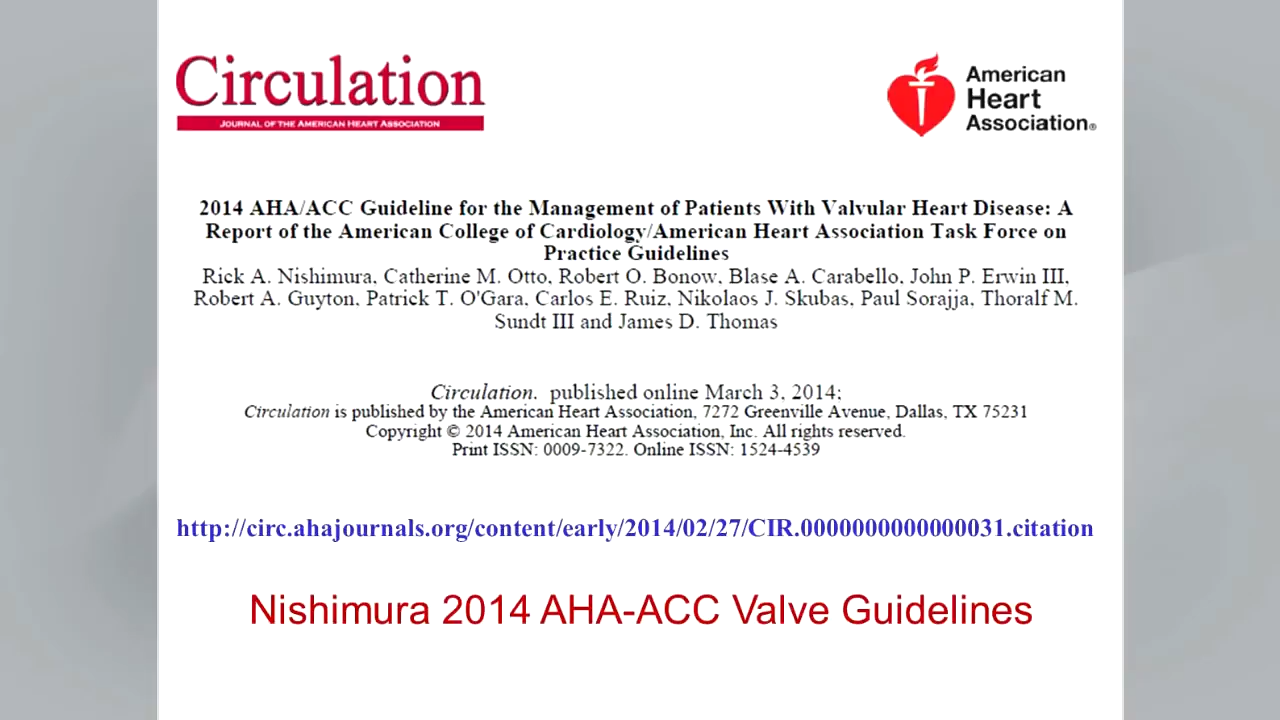 Circulation
JOURNAL OF THE AMERICAN HEART ASSOCIATION
American
Heart
Association®
2014 AHA/ACC Guideline for the Management of Patients With Valvular Heart Disease: A
Report of the American College of Cardiology/American Heart Association Task Force on
Practice Guidelines
Rick A. Nishimura, Catherine M. Otto, Robert O. Bonow, Blase A. Carabello, John P. Erwin III,
Robert A. Guyton, Patrick T. O'Gara, Carlos E. Ruiz, Nikolaos J. Skubas, Paul Sorajja, Thoralf M.
Sundt III and James D. Thomas
Circulation. published online March 3, 2014;
Circulation is published by the American Heart Association, 7272 Greenville Avenue, Dallas, TX 75231
Copyright © 2014 American Heart Association, Inc. All rights reserved.
Print ISSN: 0009-7322. Online ISSN: 1524-4539
http://circ.ahajournals.org/content/early/2014/02/27/CIR.0000000000000031.citation
Nishimura 2014 AHA-ACC Valve Guidelines